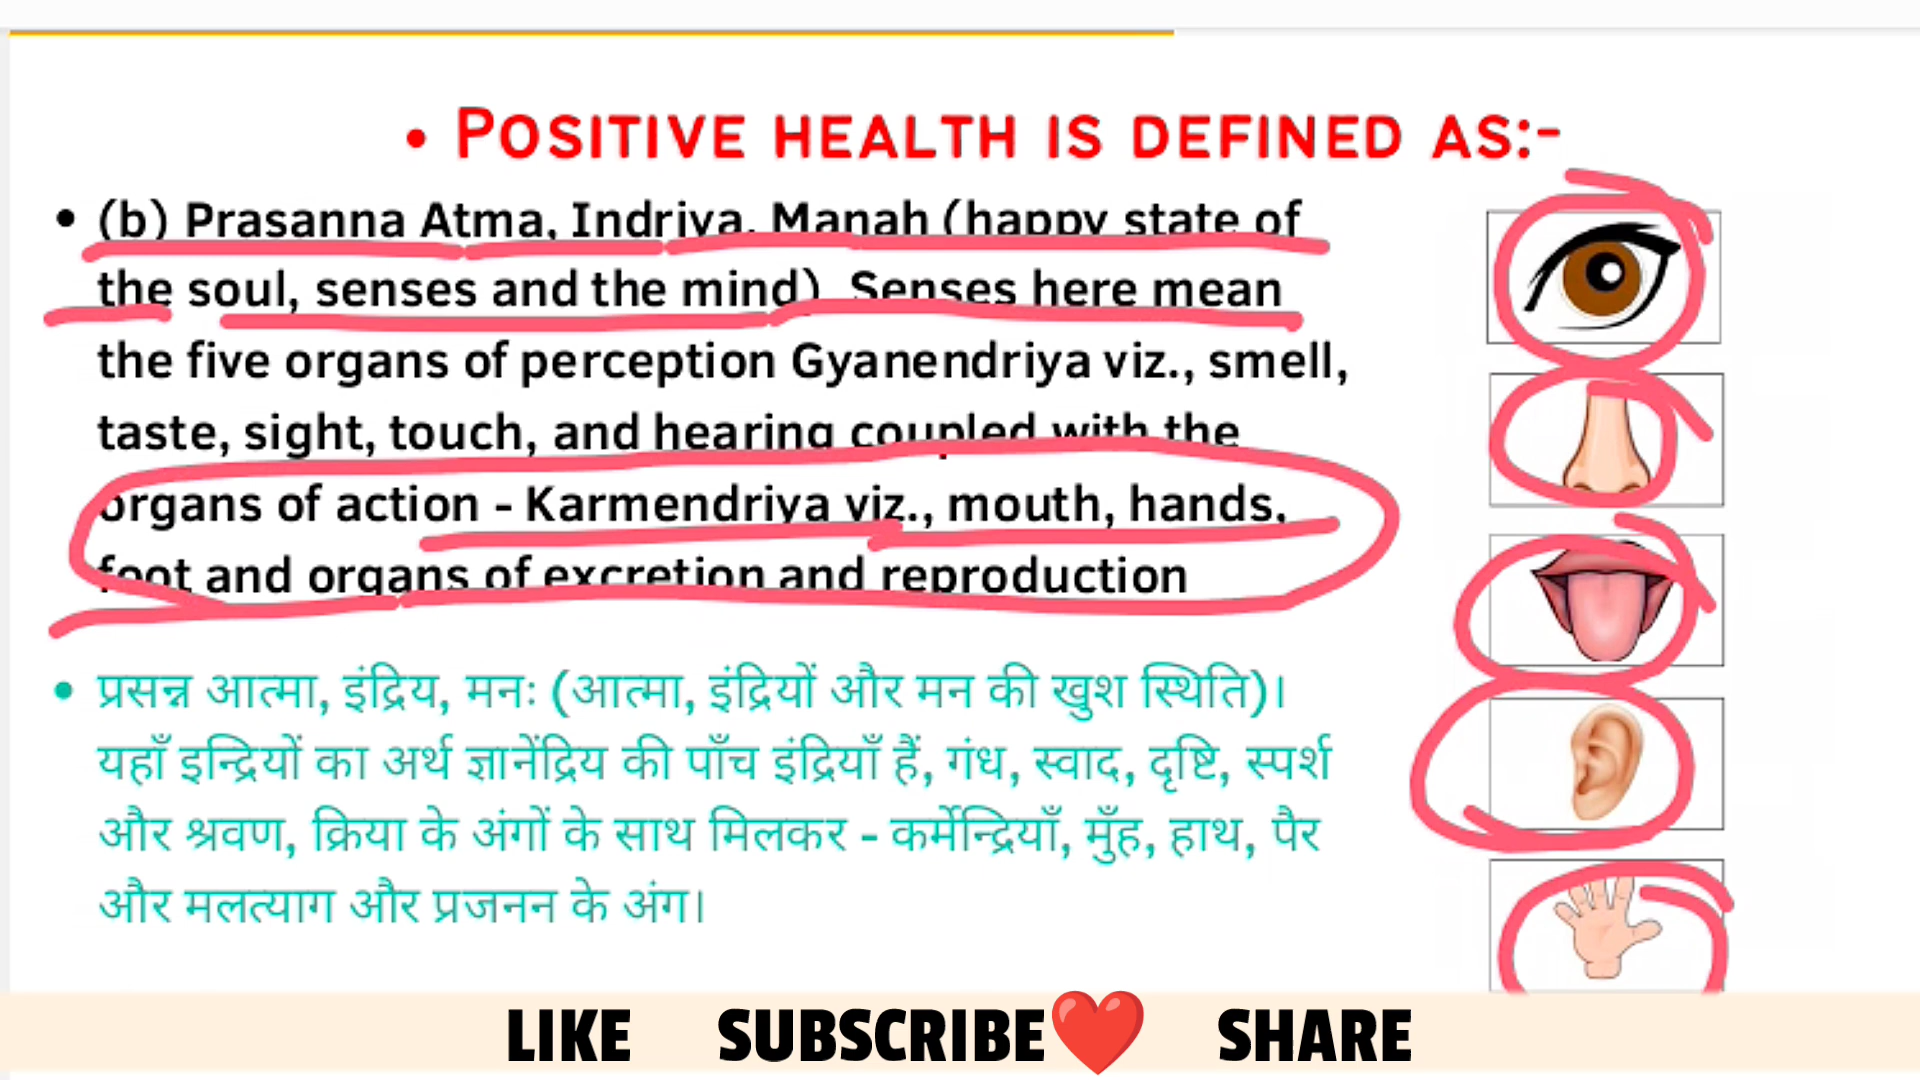 • POSITIVE HEALTH IS DEFINED AS:-
• (b) Prasanna Atma, Indriya, Manah (happy state of
the soul, senses and the mind). Senses here mean
the five organs of perception Gyanendriya viz., smell,
taste, sight, touch, and hearing coupled with the
organs of action - Karmendriya viz., mouth, hands,
foot and organs of excretion and reproduction
• प्रसन्न आत्मा, इंद्रिय, मनः (आत्मा, इंद्रियों और मन की खुश स्थिति)।
यहाँ इन्द्रियों का अर्थ ज्ञानेंद्रिय की पाँच इंद्रियाँ हैं, गंध, स्वाद, दृष्टि, स्पर्श
और श्रवण, क्रिया के अंगों के साथ मिलकर - कर्मेन्द्रियाँ, मुँह, हाथ, पैर
और मलत्याग और प्रजनन के अंग।
LIKE SUBSCRIBE SHARE